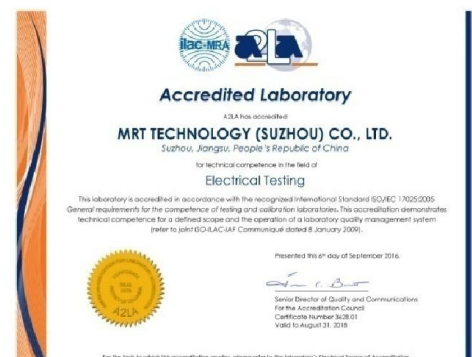 ilac-MRA
A2LA
Accredited Laboratory
A2LA has accredited
MRT TECHNOLOGY (SUZHOU) CO., LTD.
Suzhou, Jiangsu, People's Republic of China
for technical competence in the field of
Electrical Testing
This laboratory is accredited in accordance with the recognized International Standard ISO/IEC 17025:2005
General requirements for the competence of testing and calibration laboratories. This accreditation demonstrates
technical competence for a defined scope and the operation of a laboratory quality management system
(refer to joint ISO-ILAC-IAF Communiqué dated 8 January 2009).
Presented this 6th day of September 2016.
Senior Director of Quality and Communications
For the Accreditation Council
Certificate Number 3628.01
Valid to August 31, 2018
SEAL
A2LA